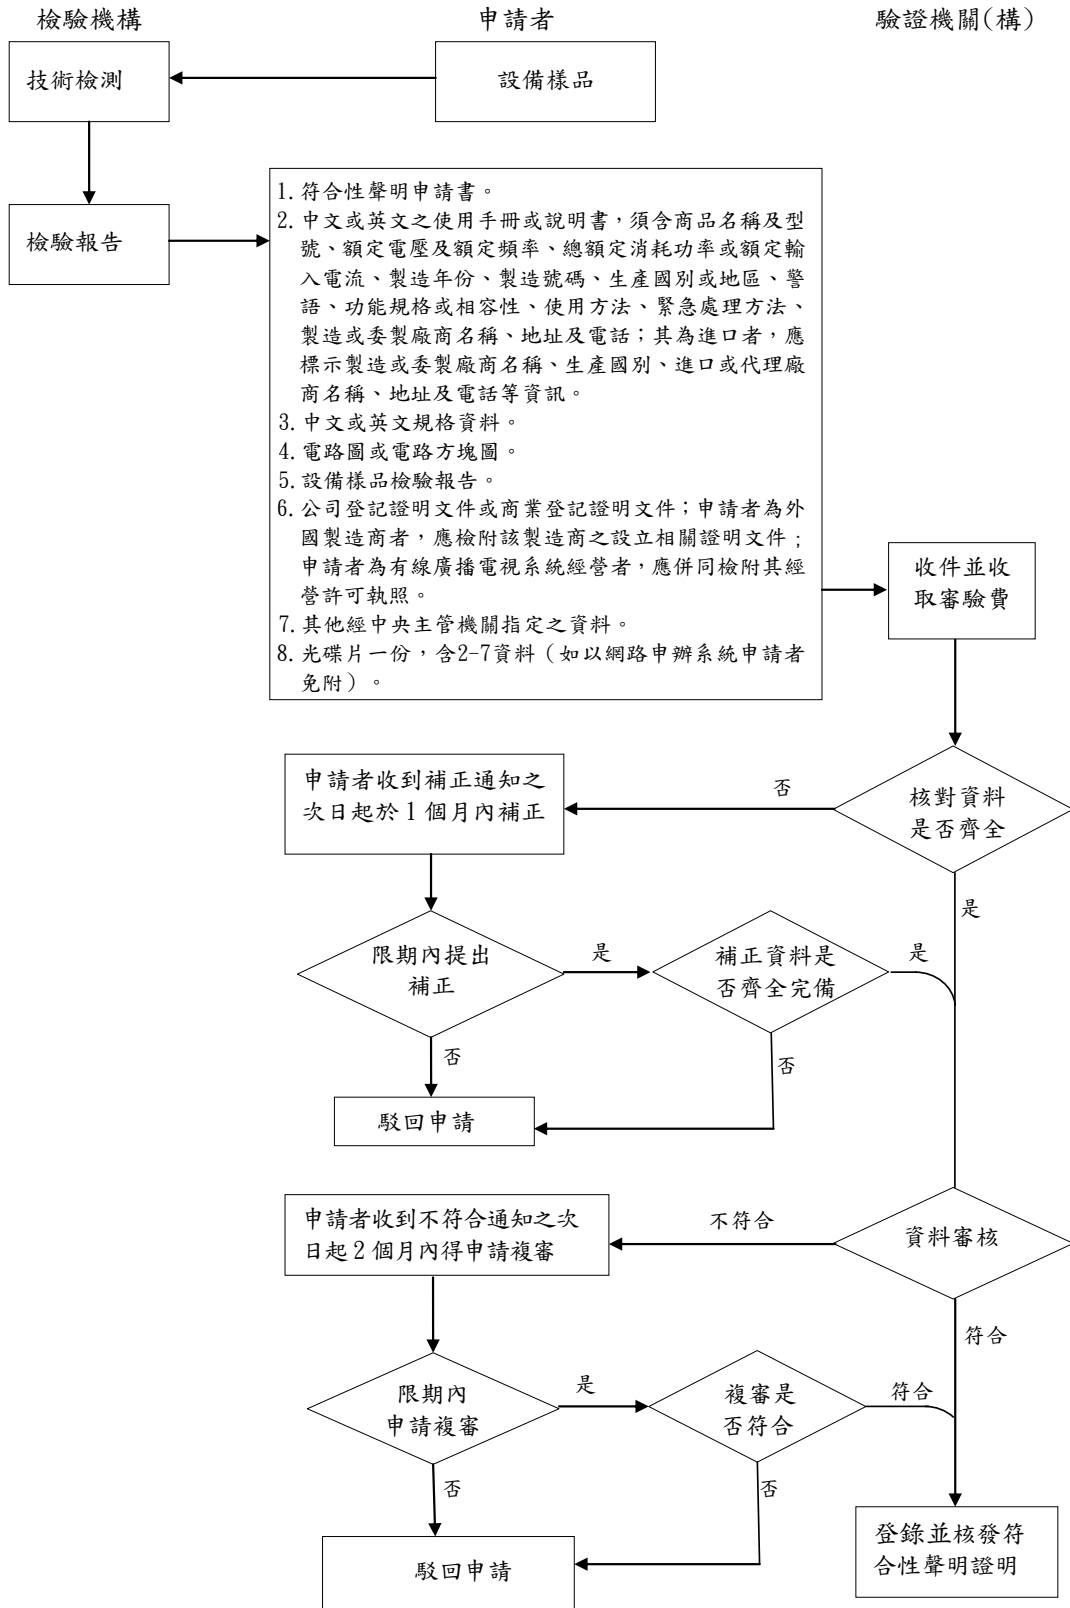 檢驗機構
申請者
驗證機關(構)
技術檢測
設備樣品
檢驗報告
1. 符合性聲明申請書。
2. 中文或英文之使用手冊或說明書，須含商品名稱及型
號、額定電壓及額定頻率、總額定消耗功率或額定輸
入電流、製造年份、製造號碼、生產國別或地區、警
語、功能規格或相容性、使用方法、緊急處理方法、
製造或委製廠商名稱、地址及電話；其為進口者，應
標示製造或委製廠商名稱、生產國別、進口或代理廠
商名稱、地址及電話等資訊。
3. 中文或英文規格資料。
4. 電路圖或電路方塊圖。
5. 設備樣品檢驗報告。
6. 公司登記證明文件或商業登記證明文件；申請者為外
國製造商者，應檢附該製造商之設立相關證明文件；
申請者為有線廣播電視系統經營者，應併同檢附其經
營許可執照。
7. 其他經中央主管機關指定之資料。
8. 光碟片一份，含2-7資料（如以網路申辦系統申請者
免附）。
收件並收
取審驗費
核對資料
是否齊全
否
申請者收到補正通知之
次日起於 1 個月內補正
是
限期內提出
補正
是
補正資料是
否齊全完備
是
否
否
駁回申請
資料審核
不符合
申請者收到不符合通知之次
日起 2 個月內得申請複審
符合
限期內
申請複審
是
複審是
否符合
符合
否
否
駁回申請
登錄並核發符
合性聲明證明